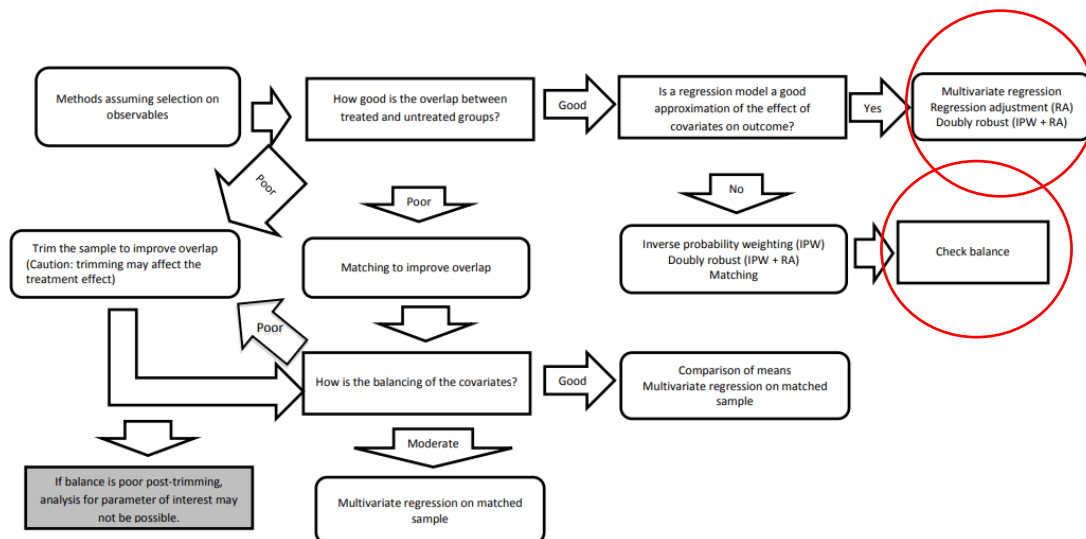 Methods assuming selection on
observables
How good is the overlap between
treated and untreated groups?
Good
Is a regression model a good
approximation of the effect of
covariates on outcome?
Yes
Multivariate regression
Regression adjustment (RA)
Doubly robust (IPW + RA)
Poor
Poor
No
Trim the sample to improve overlap
(Caution: trimming may affect the
treatment effect)
Matching to improve overlap
Inverse probability weighting (IPW)
Doubly robust (IPW + RA)
Matching
Check balance
Poor
How is the balancing of the covariates?
Good
Comparison of means
Multivariate regression on matched
sample
Moderate
If balance is poor post-trimming,
analysis for parameter of interest may
not be possible.
Multivariate regression on matched
sample